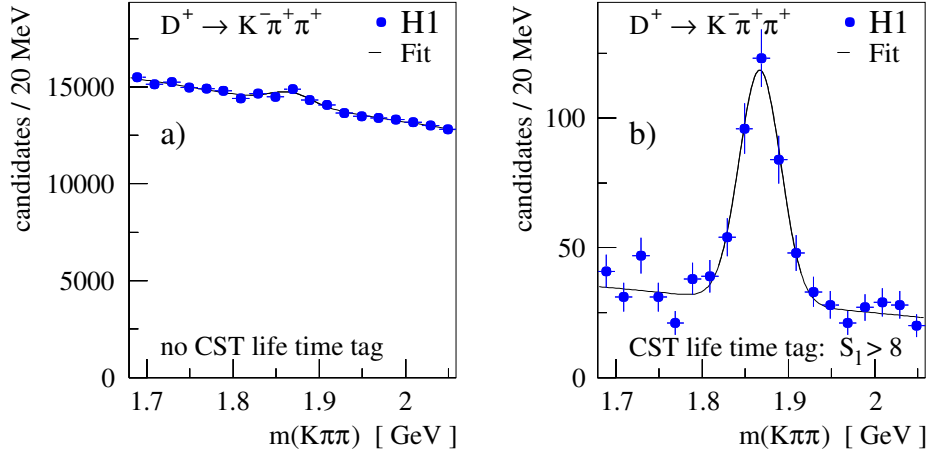 D⁺ → K⁻π⁺π⁺
H1
Fit
candidates / 20 MeV
15000
10000
5000
0
a)
no CST life time tag
1.7 1.8 1.9 2
m(Kππ) [ GeV ]
D⁺ → K⁻π⁺π⁺
H1
Fit
candidates / 20 MeV
100
50
25
0
b)
CST life time tag: S₁ > 8
1.7 1.8 1.9 2
m(Kππ) [ GeV ]